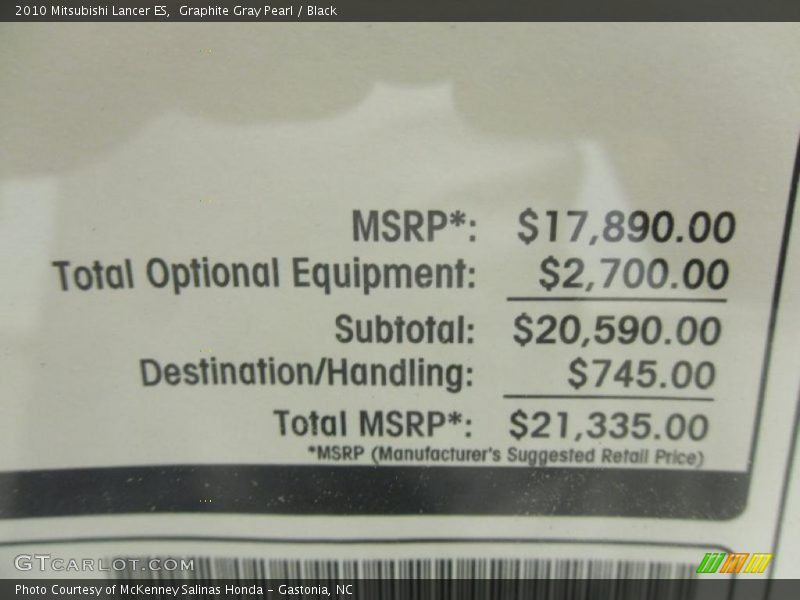 2010 Mitsubishi Lancer ES,  Graphite Gray Pearl / Black
MSRP*: $17,890.00
Total Optional Equipment: $2,700.00
Subtotal: $20,590.00
Destination/Handling: $745.00
Total MSRP*: $21,335.00
*MSRP (Manufacturer's Suggested Retail Price)
GTCARLOT.COM
Photo Courtesy of McKenney Salinas Honda - Gastonia, NC